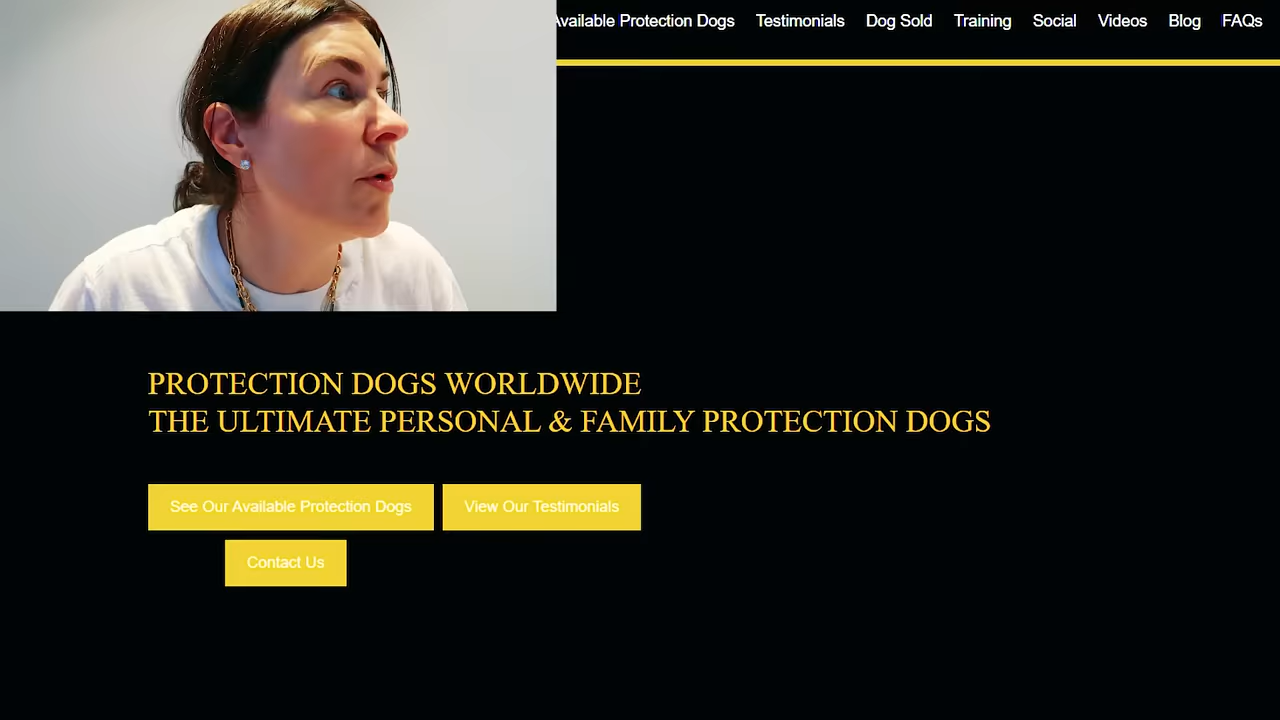 Available Protection Dogs Testimonials Dog Sold Training Social Videos Blog FAQs
PROTECTION DOGS WORLDWIDE
THE ULTIMATE PERSONAL & FAMILY PROTECTION DOGS
See Our Available Protection Dogs View Our Testimonials
Contact Us